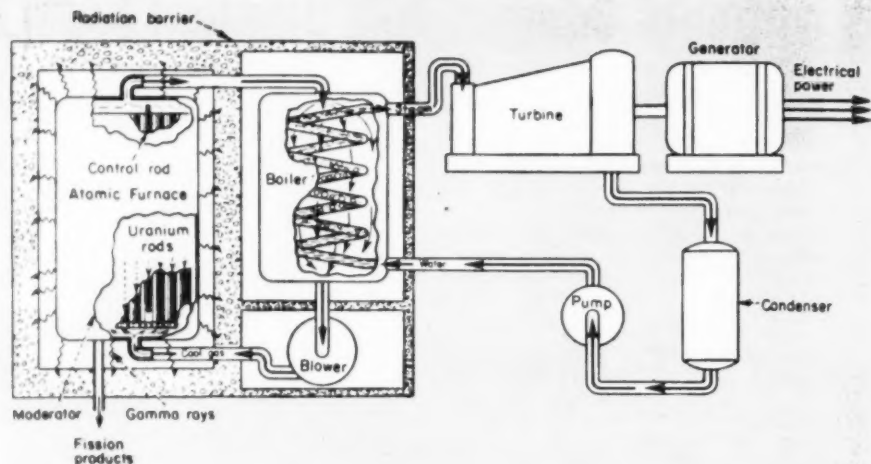 Radiation barrier
Generator
Electrical
power
Turbine
Control rod
Atomic Furnace
Boiler
Uranium
rods
Water
Pump
Condenser
Blower
Cool gas
Moderator
Gamma rays
Fission
products